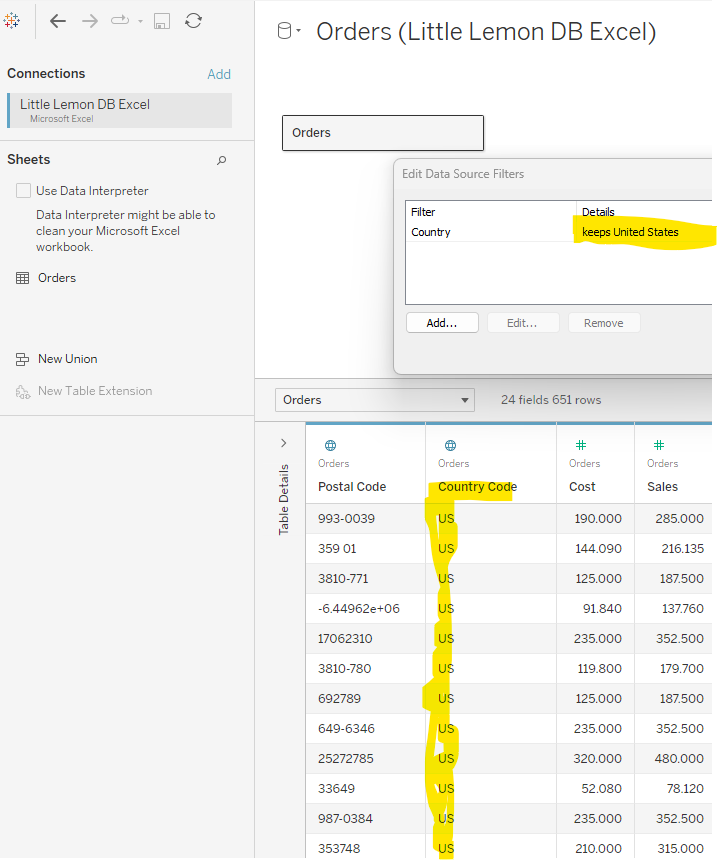 Orders (Little Lemon DB Excel)
Connections
Add
Little Lemon DB Excel
Microsoft Excel
Sheets
Use Data Interpreter
Data Interpreter might be able to
clean your Microsoft Excel
workbook.
Orders
New Union
New Table Extension
Orders
Edit Data Source Filters
Filter Details
Country keeps United States
Add... Edit... Remove
Orders 24 fields 651 rows
Table Details
Orders Orders Orders Orders
Postal Code Country Code Cost Sales
993-0039 US 190.000 285.000
359 01 US 144.090 216.135
3810-771 US 125.000 187.500
-6.44962e+06 US 91.840 137.760
17062310 US 235.000 352.500
3810-780 US 119.800 179.700
692789 US 125.000 187.500
649-6346 US 235.000 352.500
25272785 US 320.000 480.000
33649 US 52.080 78.120
987-0384 US 235.000 352.500
353748 US 210.000 315.000